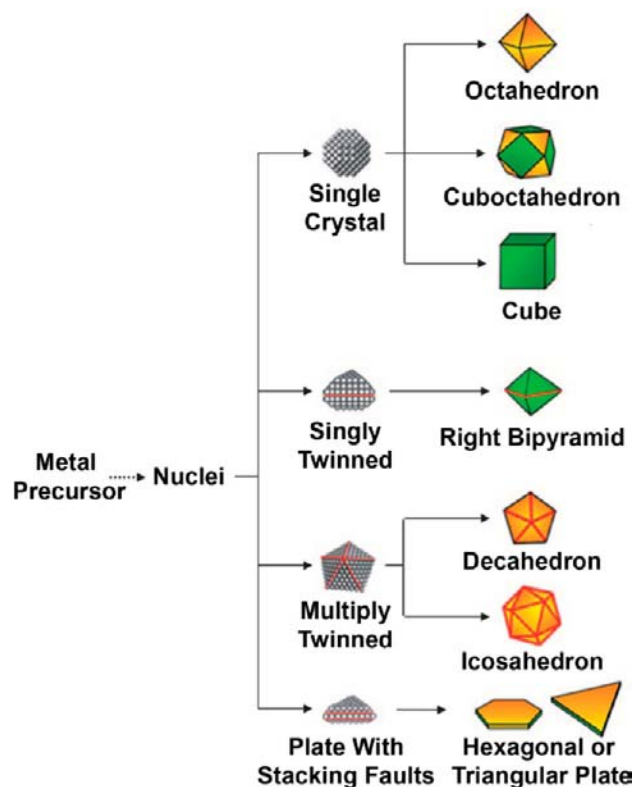 Octahedron
Single
Crystal
Cuboctahedron
Cube
Singly
Twinned
Right Bipyramid
Metal
Precursor
Nuclei
Decahedron
Multiply
Twinned
Icosahedron
Plate With
Stacking Faults
Hexagonal or
Triangular Plate